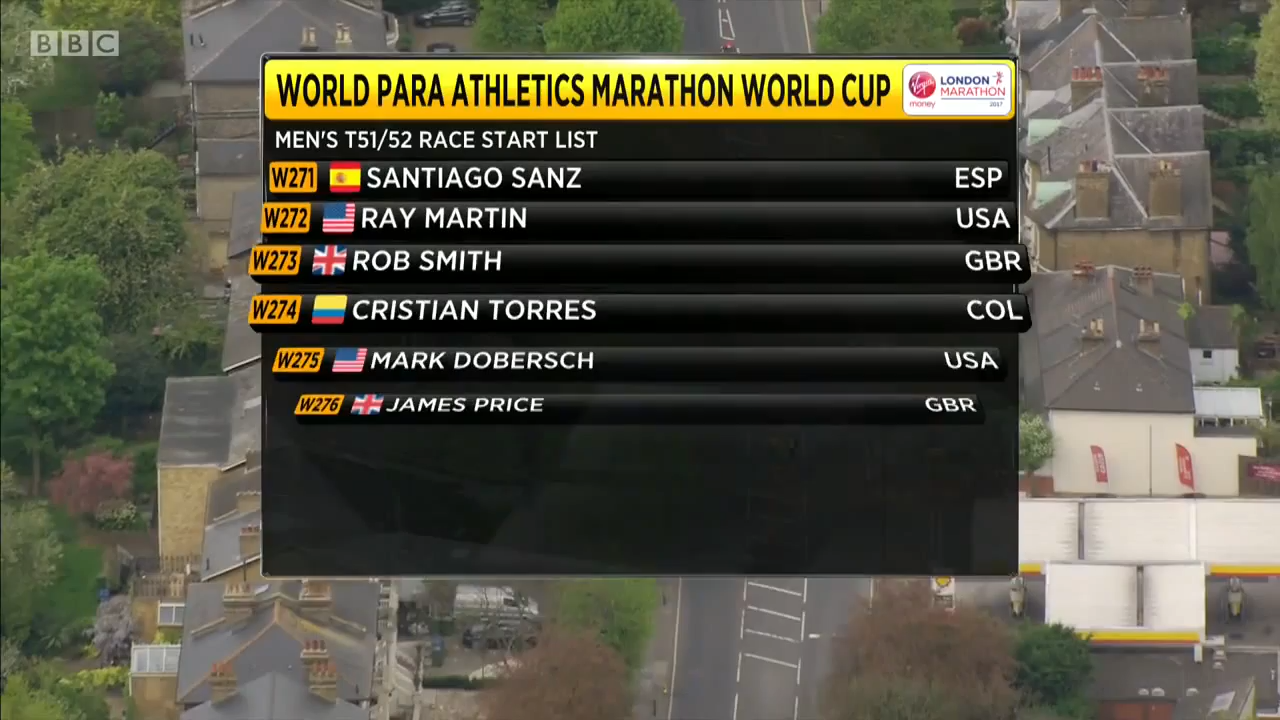 BBC
WORLD PARA ATHLETICS MARATHON WORLD CUP
Virgin money
LONDON MARATHON
2017
MEN'S T51/52 RACE START LIST
W271 SANTIAGO SANZ ESP
W272 RAY MARTIN USA
W273 ROB SMITH GBR
W274 CRISTIAN TORRES COL
W275 MARK DOBERSCH USA
W276 JAMES PRICE GBR